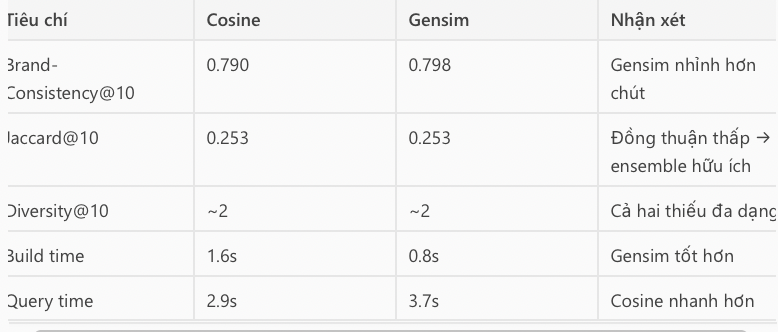 Tiêu chí Cosine Gensim Nhận xét
Brand-Consistency@10 0.790 0.798 Gensim nhỉnh hơn chút
Jaccard@10 0.253 0.253 Đồng thuận thấp → ensemble hữu ích
Diversity@10 ~2 ~2 Cả hai thiếu đa dạng
Build time 1.6s 0.8s Gensim tốt hơn
Query time 2.9s 3.7s Cosine nhanh hơn